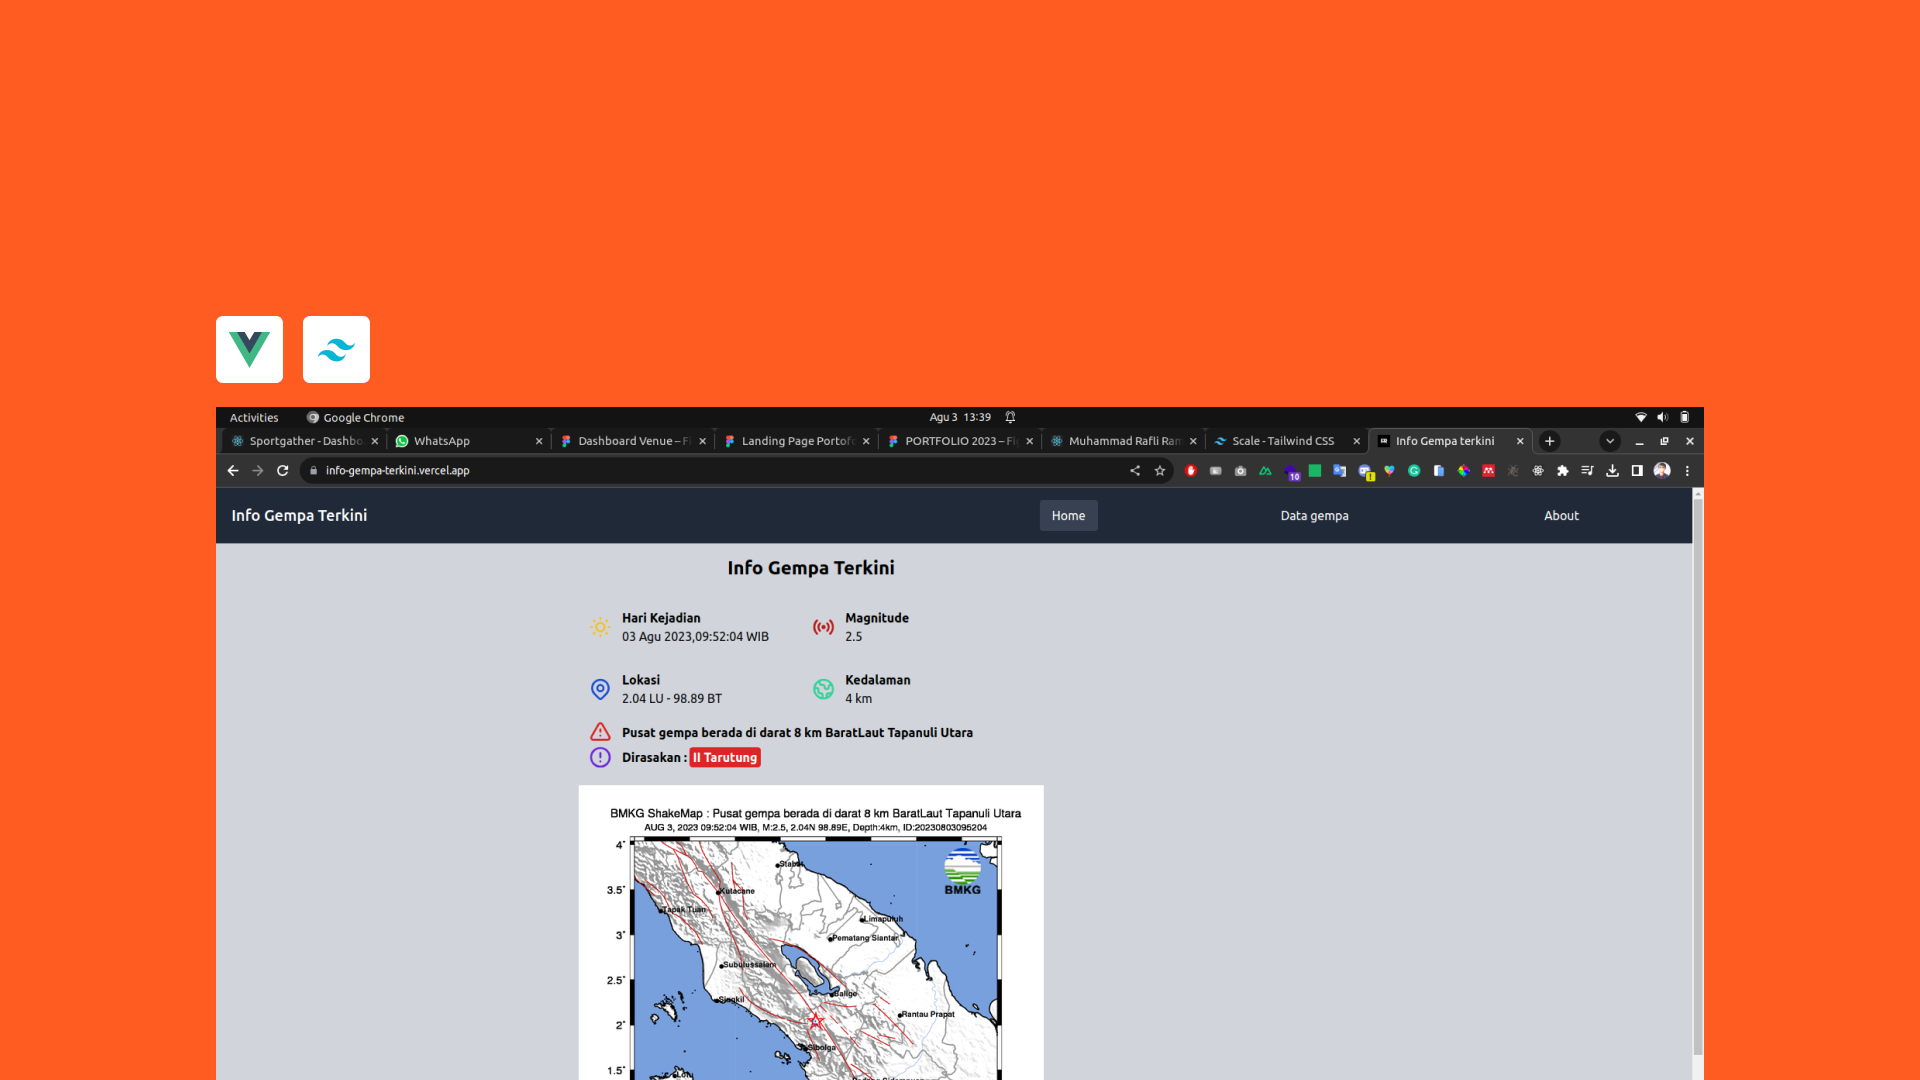 Activities Google Chrome Agu 3 13:39
Sportgather - Dashbo WhatsApp Dashboard Venue – Fi Landing Page Portofo PORTFOLIO 2023 – Fig Muhammad Rafli Ram Scale - Tailwind CSS Info Gempa terkini
info-gempa-terkini.vercel.app 10
Info Gempa Terkini Home Data gempa About
Info Gempa Terkini
Hari Kejadian Magnitude
03 Agu 2023,09:52:04 WIB 2.5
Lokasi Kedalaman
2.04 LU - 98.89 BT 4 km
Pusat gempa berada di darat 8 km BaratLaut Tapanuli Utara
Dirasakan : II Tarutung
BMKG ShakeMap : Pusat gempa berada di darat 8 km BaratLaut Tapanuli Utara
AUG 3, 2023 09:52:04 WIB, M:2.5, 2.04N 98.89E, Depth:4km, ID:20230803095204
4°
Stabat
BMKG
3.5°
Kutacane
Tapak Tuan
Limapuluh
3°
Pematang Siantar
Subulussalam
2.5°
Balige
Singkil
Rantau Prapat
2°
Sibolga
1.5°
Lotu